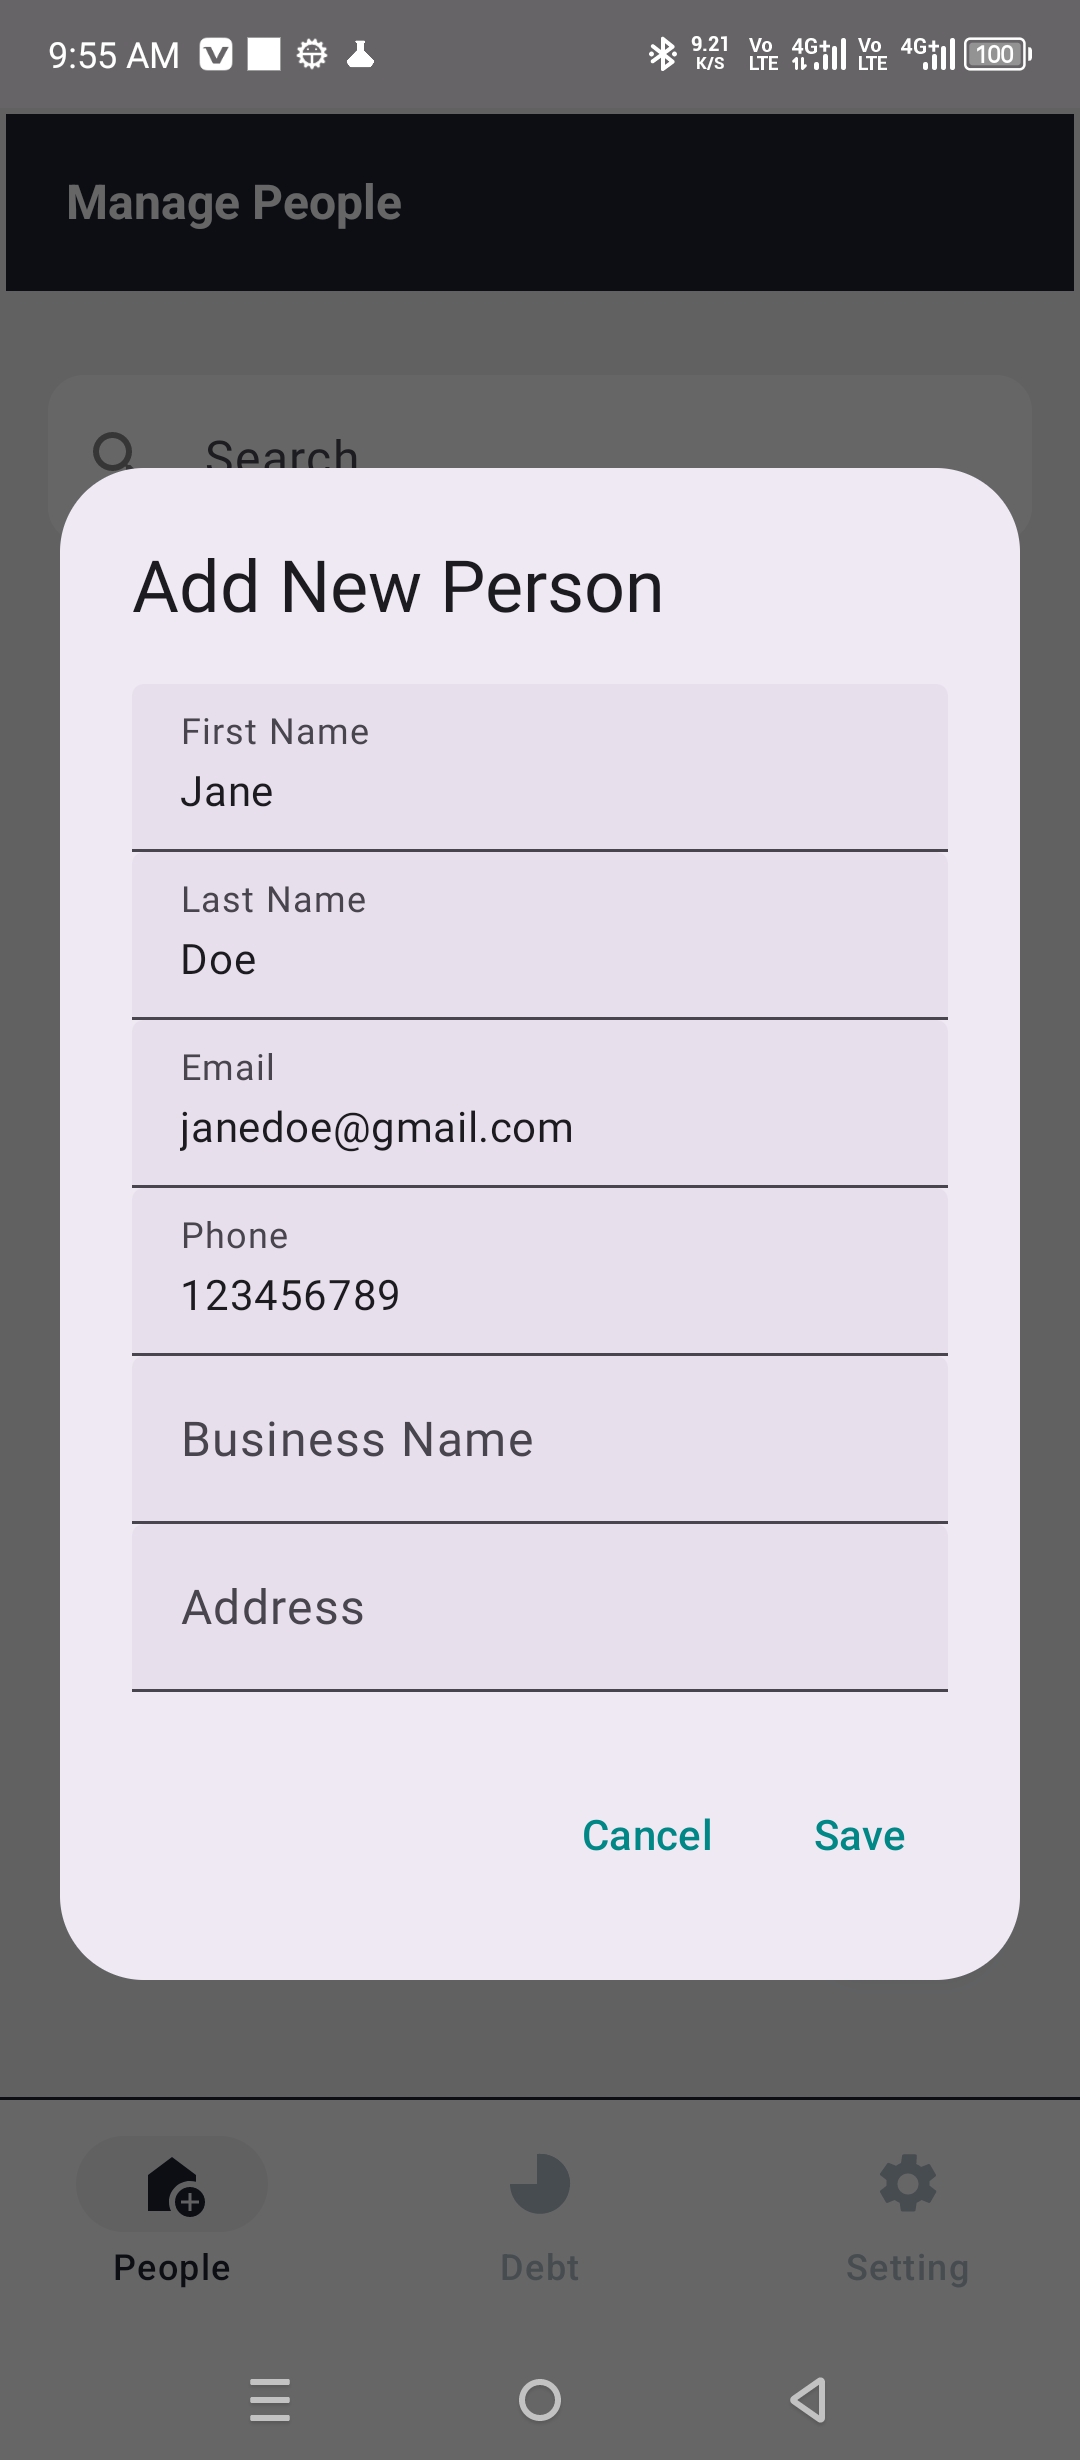 9:55 AM 9.21 K/S Vo LTE 4G+ Vo LTE 4G+ 100
Manage People
Search
Add New Person
First Name
Jane
Last Name
Doe
Email
janedoe@gmail.com
Phone
123456789
Business Name
Address
Cancel Save
People Debt Setting